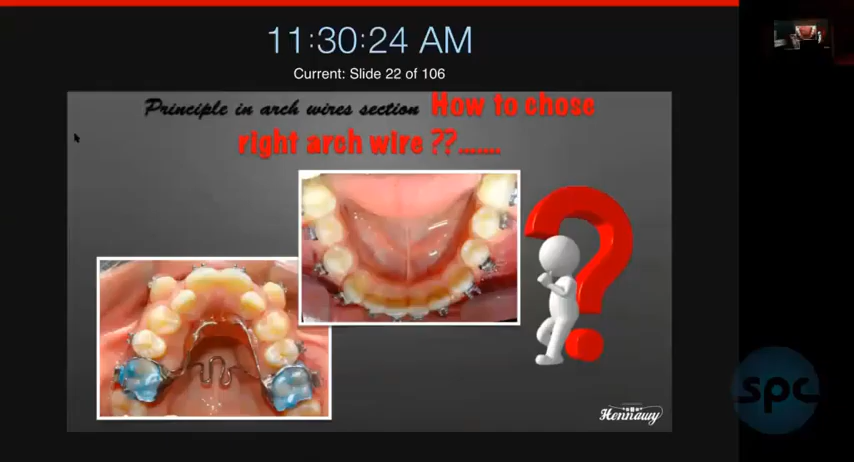 11:30:24 AM
Current: Slide 22 of 106
Principle in arch wires section How to chose
right arch wire ??......
Hennawy
spc